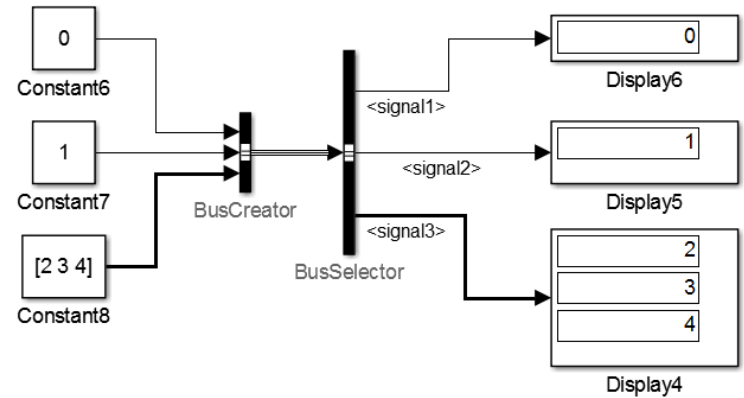 0
Constant6
1
Constant7
[2 3 4]
Constant8
BusCreator
BusSelector
<signal1>
<signal2>
<signal3>
0
Display6
1
Display5
2
3
4
Display4